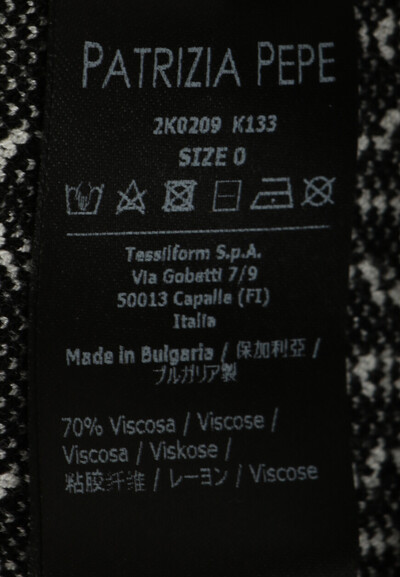 PATRIZIA PEPE
2K0209 K133
SIZE 0
Tessilform S.p.A.
Via Gobetti 7/9
50013 Capalle (FI)
Italia
Made in Bulgaria / 保加利亞 /
ブルガリア製
70% Viscosa / Viscose /
Viscosa / Viskose /
粘胶纤维 / レーヨン / Viscose